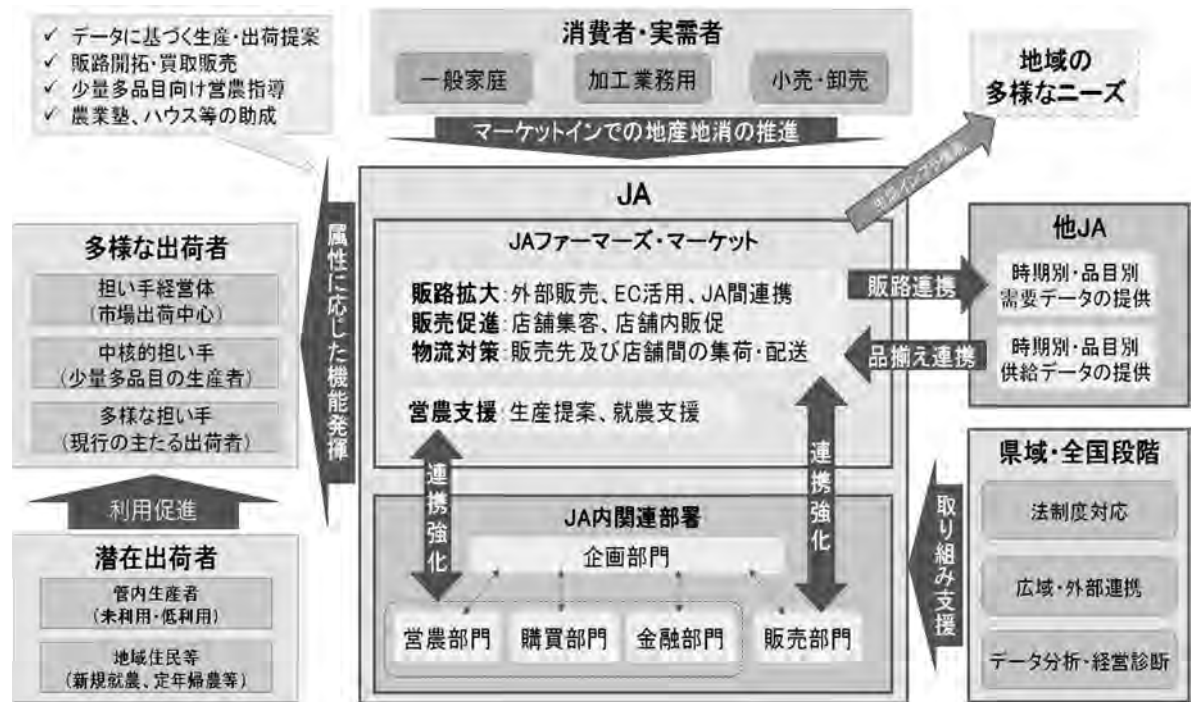 ✓ データに基づく生産・出荷提案
✓ 販路開拓・買取販売
✓ 少量多品目向け営農指導
✓ 農業塾、ハウス等の助成
消費者・実需者
一般家庭
加工業務用
小売・卸売
マーケットインでの地産地消の推進
地域の
多様なニーズ
JA
JAファーマーズ・マーケット
販路拡大：外部販売、EC活用、JA間連携
販売促進：店舗集客、店舗内販促
物流対策：販売先及び店舗間の集荷・配送
営農支援：生産提案、就農支援
属性に応じた機能発揮
多様な出荷者
担い手経営体
（市場出荷中心）
中核的担い手
（少量多品目の生産者）
多様な担い手
（現行の主たる出荷者）
利用促進
潜在出荷者
管内生産者
（未利用・低利用）
地域住民等
（新規就農、定年帰農等）
連携強化
連携強化
JA内関連部署
企画部門
営農部門
購買部門
金融部門
販売部門
販路連携
品揃え連携
他JA
時期別・品目別
需要データの提供
時期別・品目別
供給データの提供
取り組み支援
県域・全国段階
法制度対応
広域・外部連携
データ分析・経営診断